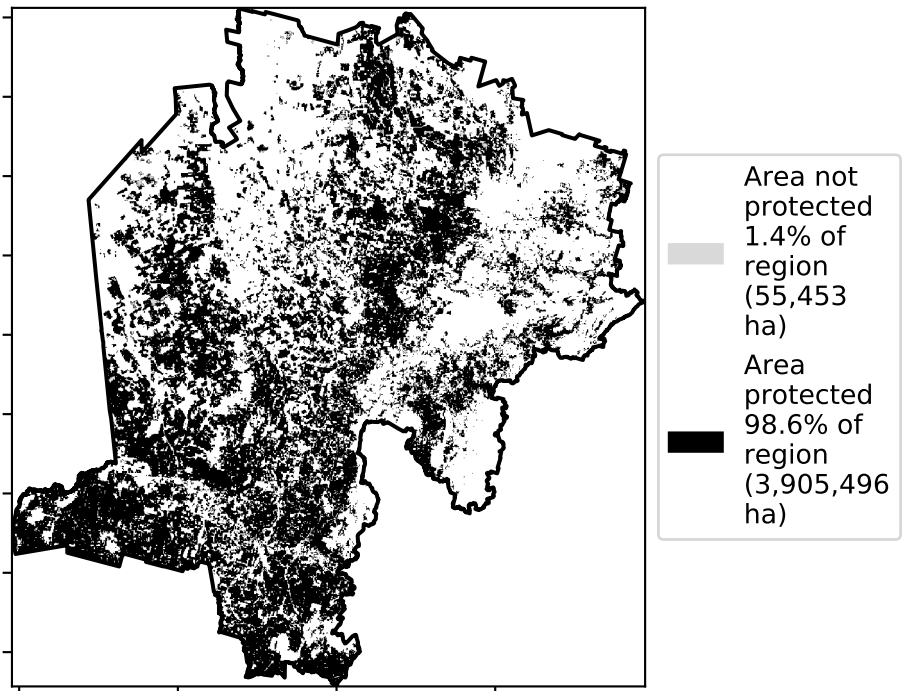 Area not
protected
1.4% of
region
(55,453
ha)
Area
protected
98.6% of
region
(3,905,496
ha)